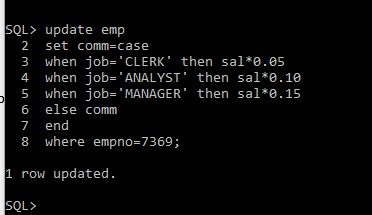 SQL> update emp
2 set comm=case
3 when job='CLERK' then sal*0.05
4 when job='ANALYST' then sal*0.10
5 when job='MANAGER' then sal*0.15
6 else comm
7 end
8 where empno=7369;
1 row updated.
SQL>